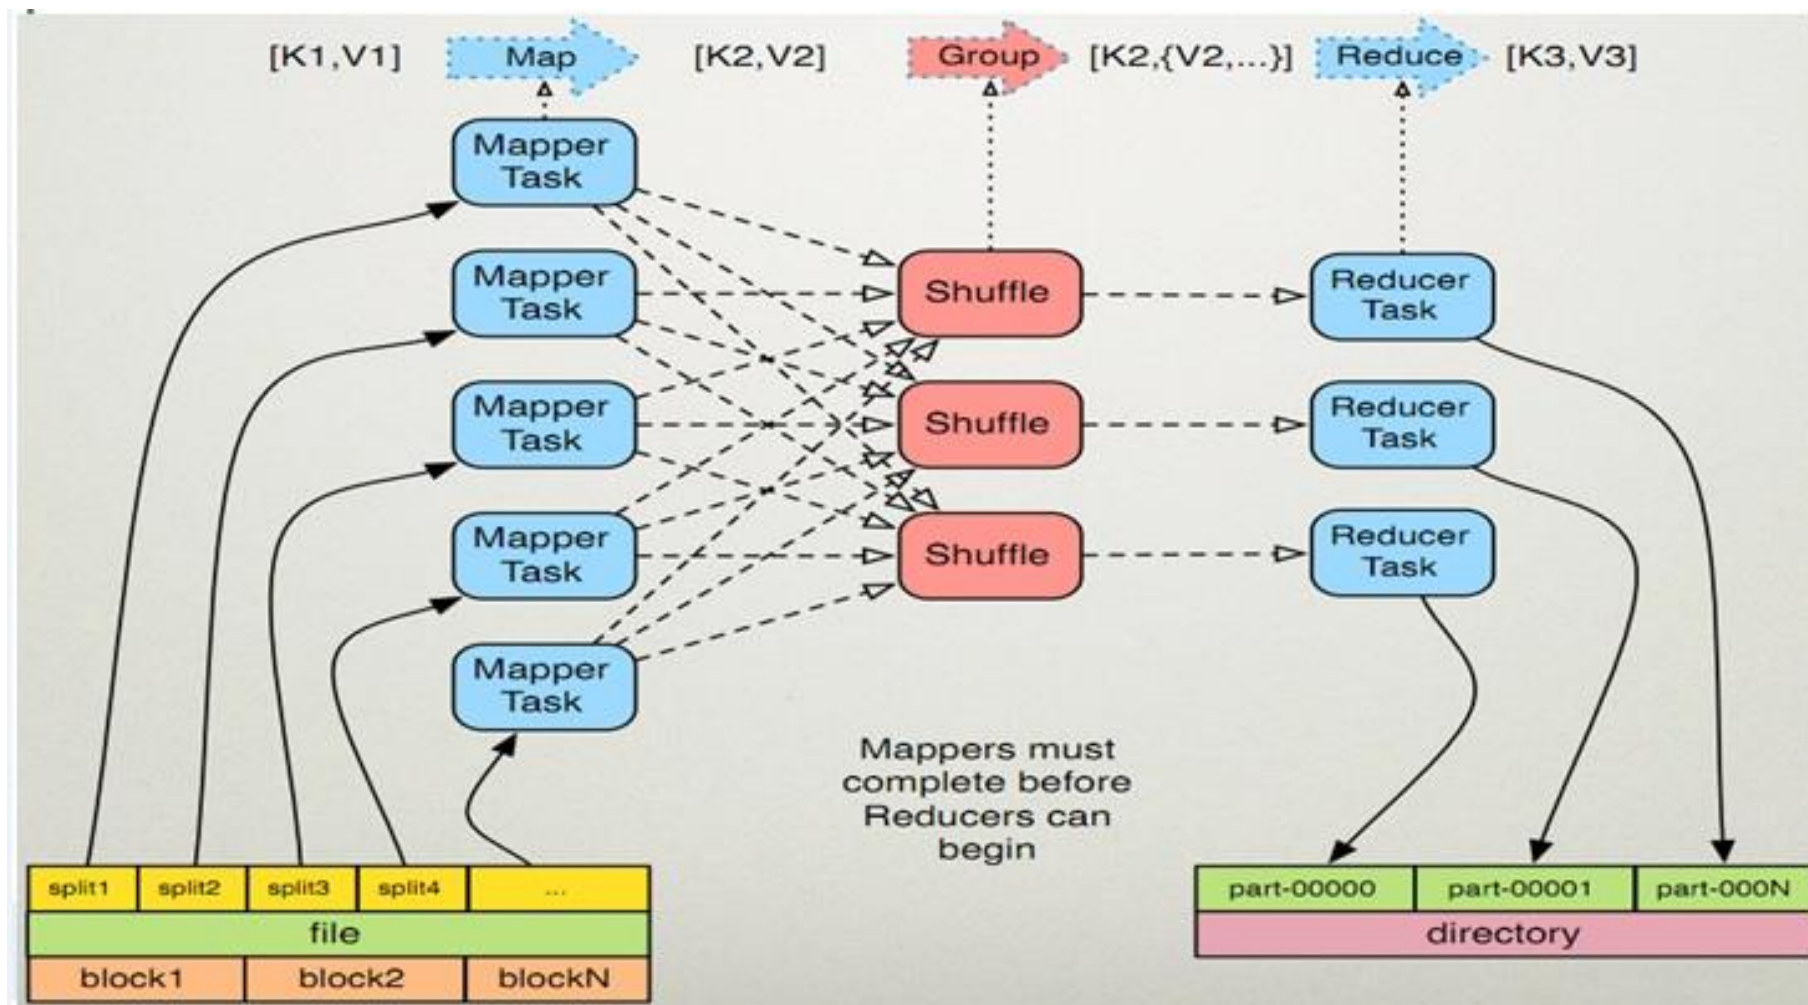 [K1,V1] Map [K2,V2] Group [K2,{V2,...}] Reduce [K3,V3]
Mapper
Task
Mapper
Task
Mapper
Task
Mapper
Task
Mapper
Task
Shuffle
Shuffle
Shuffle
Reducer
Task
Reducer
Task
Reducer
Task
Mappers must
complete before
Reducers can
begin
split1 split2 split3 split4 ...
file
block1 block2 blockN
part-00000 part-00001 part-000N
directory